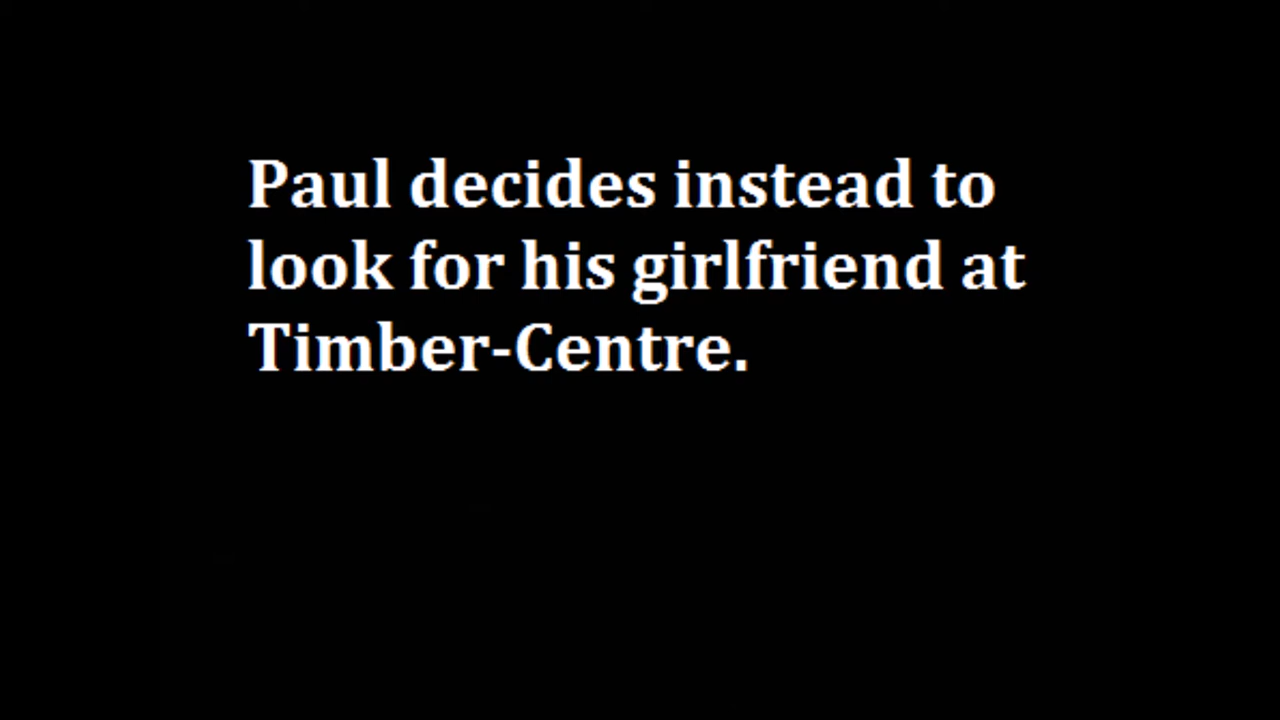 Paul decides instead to
look for his girlfriend at
Timber-Centre.